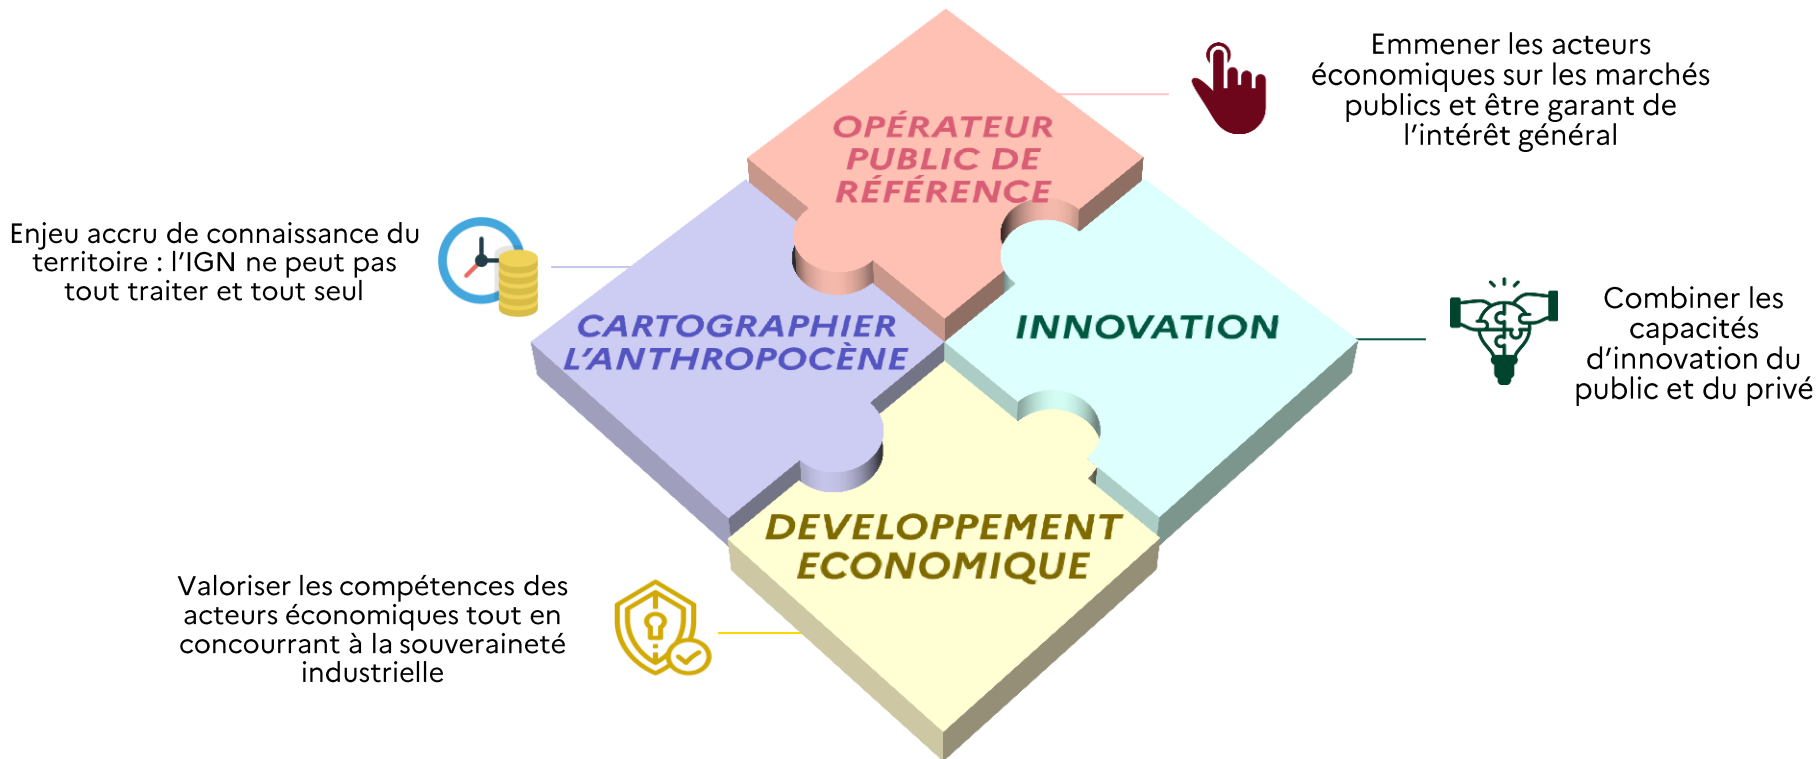 Emmener les acteurs
économiques sur les marchés
publics et être garant de
l’intérêt général
OPÉRATEUR
PUBLIC DE
RÉFÉRENCE
Enjeu accru de connaissance du
territoire : l’IGN ne peut pas
tout traiter et tout seul
CARTOGRAPHIER
L’ANTHROPOCÈNE
INNOVATION
Combiner les
capacités
d’innovation du
public et du privé
DEVELOPPEMENT
ECONOMIQUE
Valoriser les compétences des
acteurs économiques tout en
concourrant à la souveraineté
industrielle